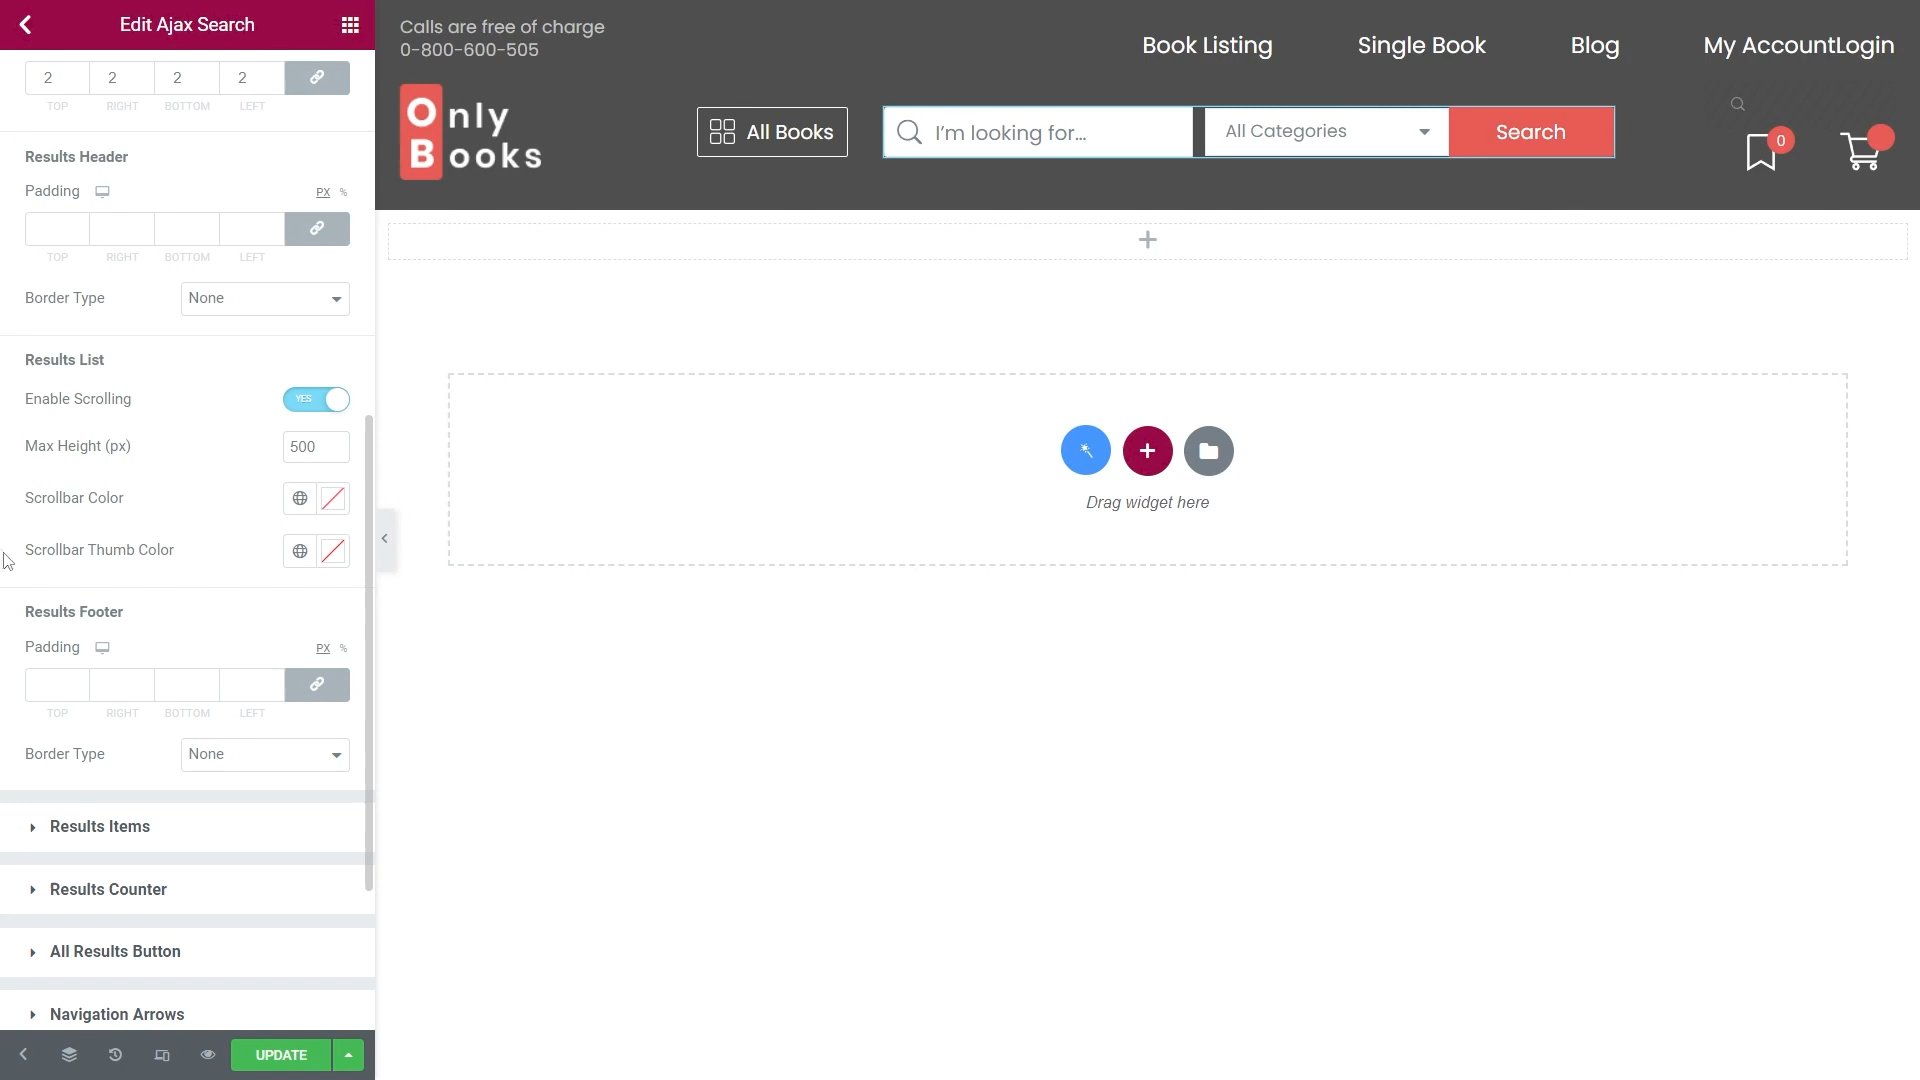 Edit Ajax Search
2 2 2 2
TOP RIGHT BOTTOM LEFT
Results Header
Padding PX %
TOP RIGHT BOTTOM LEFT
Border Type None
Results List
Enable Scrolling YES
Max Height (px) 500
Scrollbar Color
Scrollbar Thumb Color
Results Footer
Padding PX %
TOP RIGHT BOTTOM LEFT
Border Type None
Results Items
Results Counter
All Results Button
Navigation Arrows
UPDATE
Calls are free of charge
0-800-600-505
Book Listing Single Book Blog My AccountLogin
Only
Books
All Books
I'm looking for...
All Categories
Search
0
Drag widget here